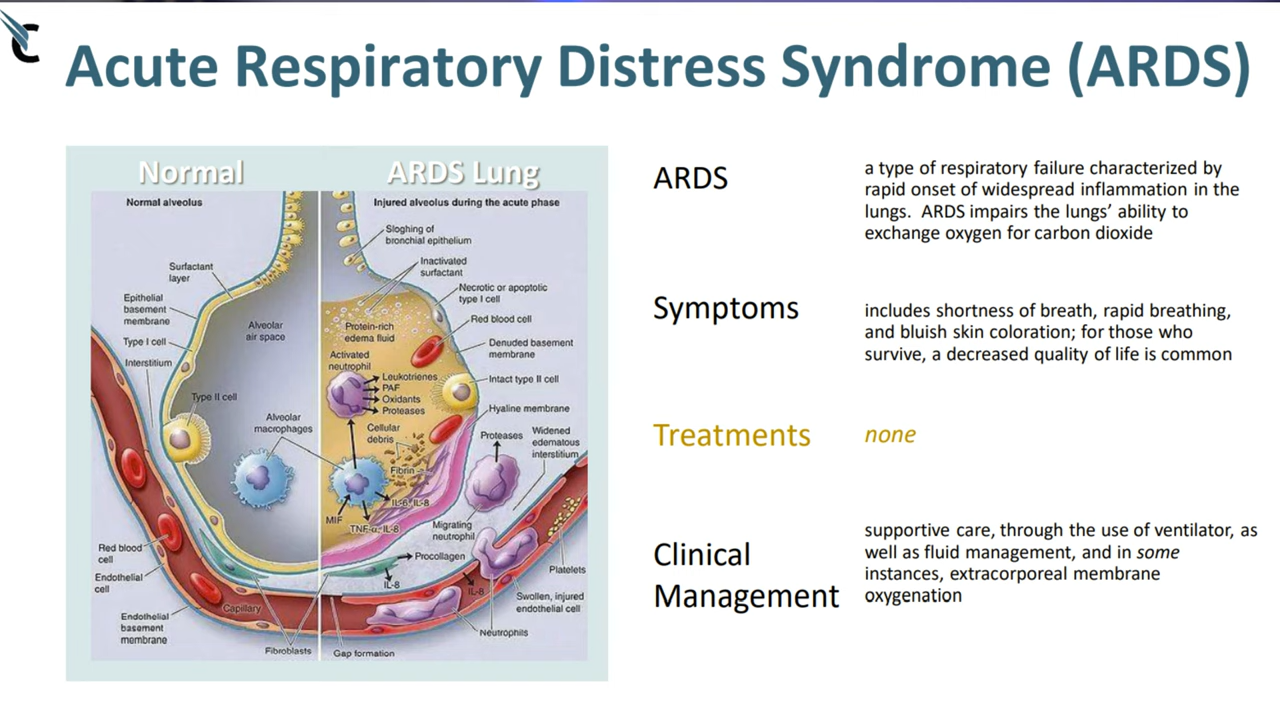 Acute Respiratory Distress Syndrome (ARDS)
Normal
ARDS Lung
Normal alveolus
Injured alveolus during the acute phase
Sloghing of
bronchial epithelium
Inactivated
surfactant
Surfactant
layer
Necrotic or apoptotic
type I cell
Epithelial
basement
membrane
Red blood cell
Protein-rich
edema fluid
Alveolar
air space
Type I cell
Denuded basement
membrane
Activated
neutrophil
Interstitium
Leukotrienes
PAF
Oxidants
Proteases
Intact type II cell
Type II cell
Hyaline membrane
Alveolar
macrophages
Cellular
debris
Proteases
Widened
edematous
interstitium
Fibrin
IL-6, IL-8
MIF
TNF-α, IL-8
Migrating
neutrophil
Red blood
cell
Procollagen
Platelets
Endothelial
cell
IL-8
IL-8
Swollen, injured
endothelial cell
Capillary
Endothelial
basement
membrane
Neutrophils
Fibroblasts
Gap formation
ARDS
a type of respiratory failure characterized by
rapid onset of widespread inflammation in the
lungs. ARDS impairs the lungs’ ability to
exchange oxygen for carbon dioxide
Symptoms
includes shortness of breath, rapid breathing,
and bluish skin coloration; for those who
survive, a decreased quality of life is common
Treatments
none
Clinical
Management
supportive care, through the use of ventilator, as
well as fluid management, and in some
instances, extracorporeal membrane
oxygenation